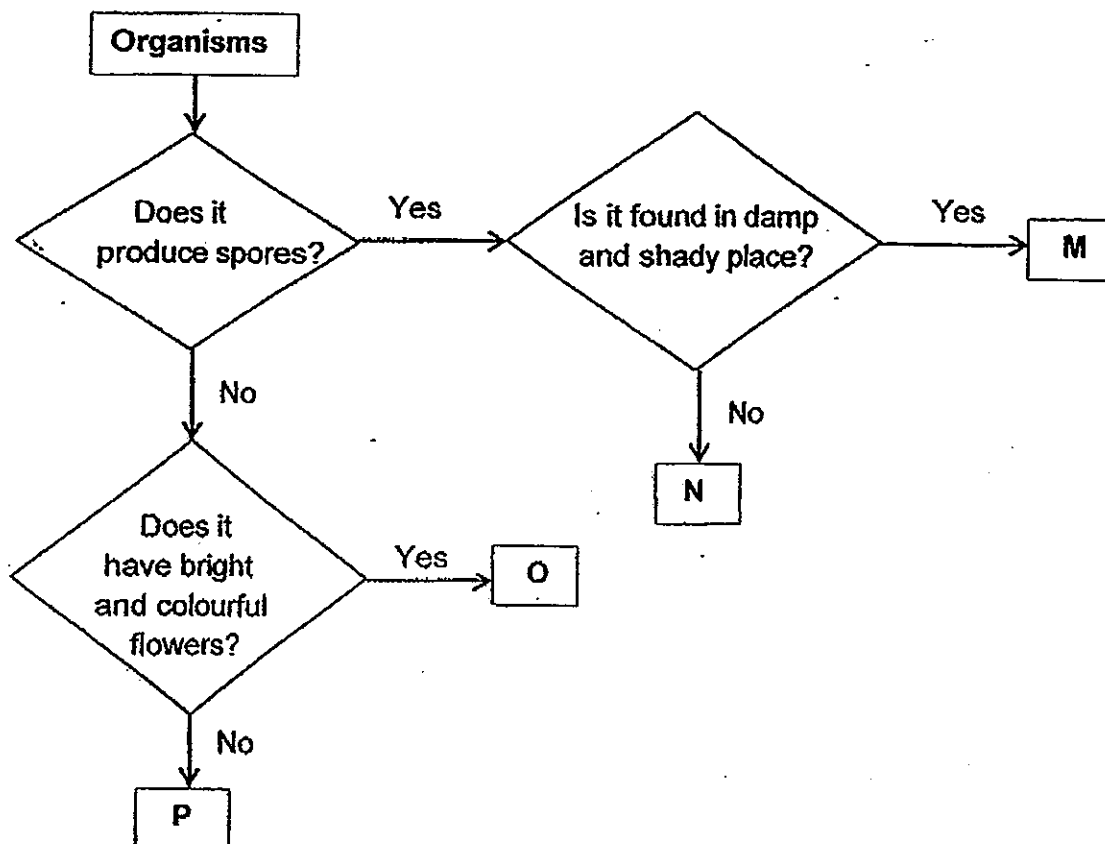 Organisms
Does it
produce spores?
Yes
Is it found in damp
and shady place?
Yes
M
No
No
N
Does it
have bright
and colourful
flowers?
Yes
O
No
P